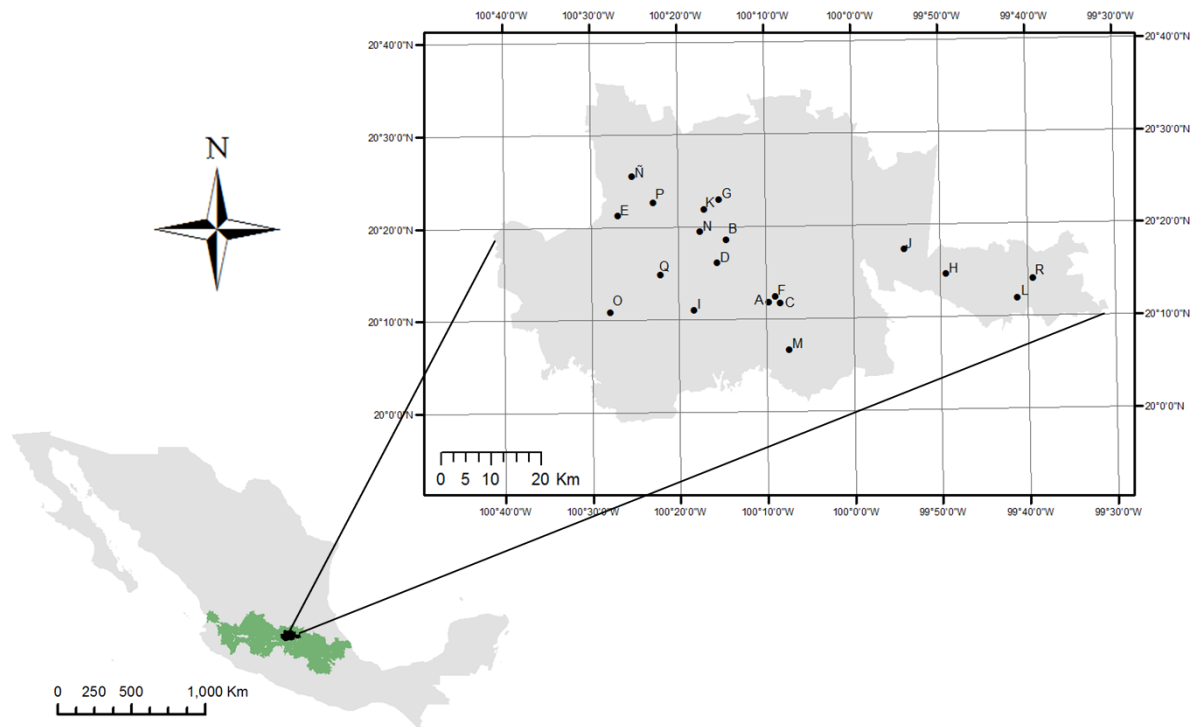 100°40'0"W 100°30'0"W 100°20'0"W 100°10'0"W 100°0'0"W 99°50'0"W 99°40'0"W 99°30'0"W
20°40'0"N 20°40'0"N
N
20°30'0"N 20°30'0"N
Ñ
P
G
K
E
20°20'0"N 20°20'0"N
N
B
J
D
Q
H
R
A
F
C
L
O
I
20°10'0"N 20°10'0"N
M
20°0'0"N 20°0'0"N
0 5 10 20 Km
100°40'0"W 100°30'0"W 100°20'0"W 100°10'0"W 100°0'0"W 99°50'0"W 99°40'0"W 99°30'0"W
0 250 500 1,000 Km